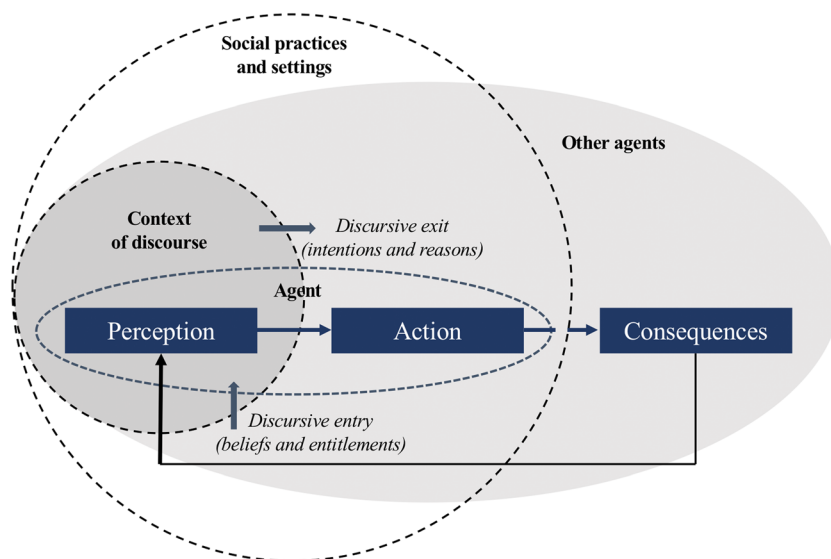 Social practices
and settings
Other agents
Context
of discourse
Discursive exit
(intentions and reasons)
Agent
Perception
Action
Consequences
Discursive entry
(beliefs and entitlements)